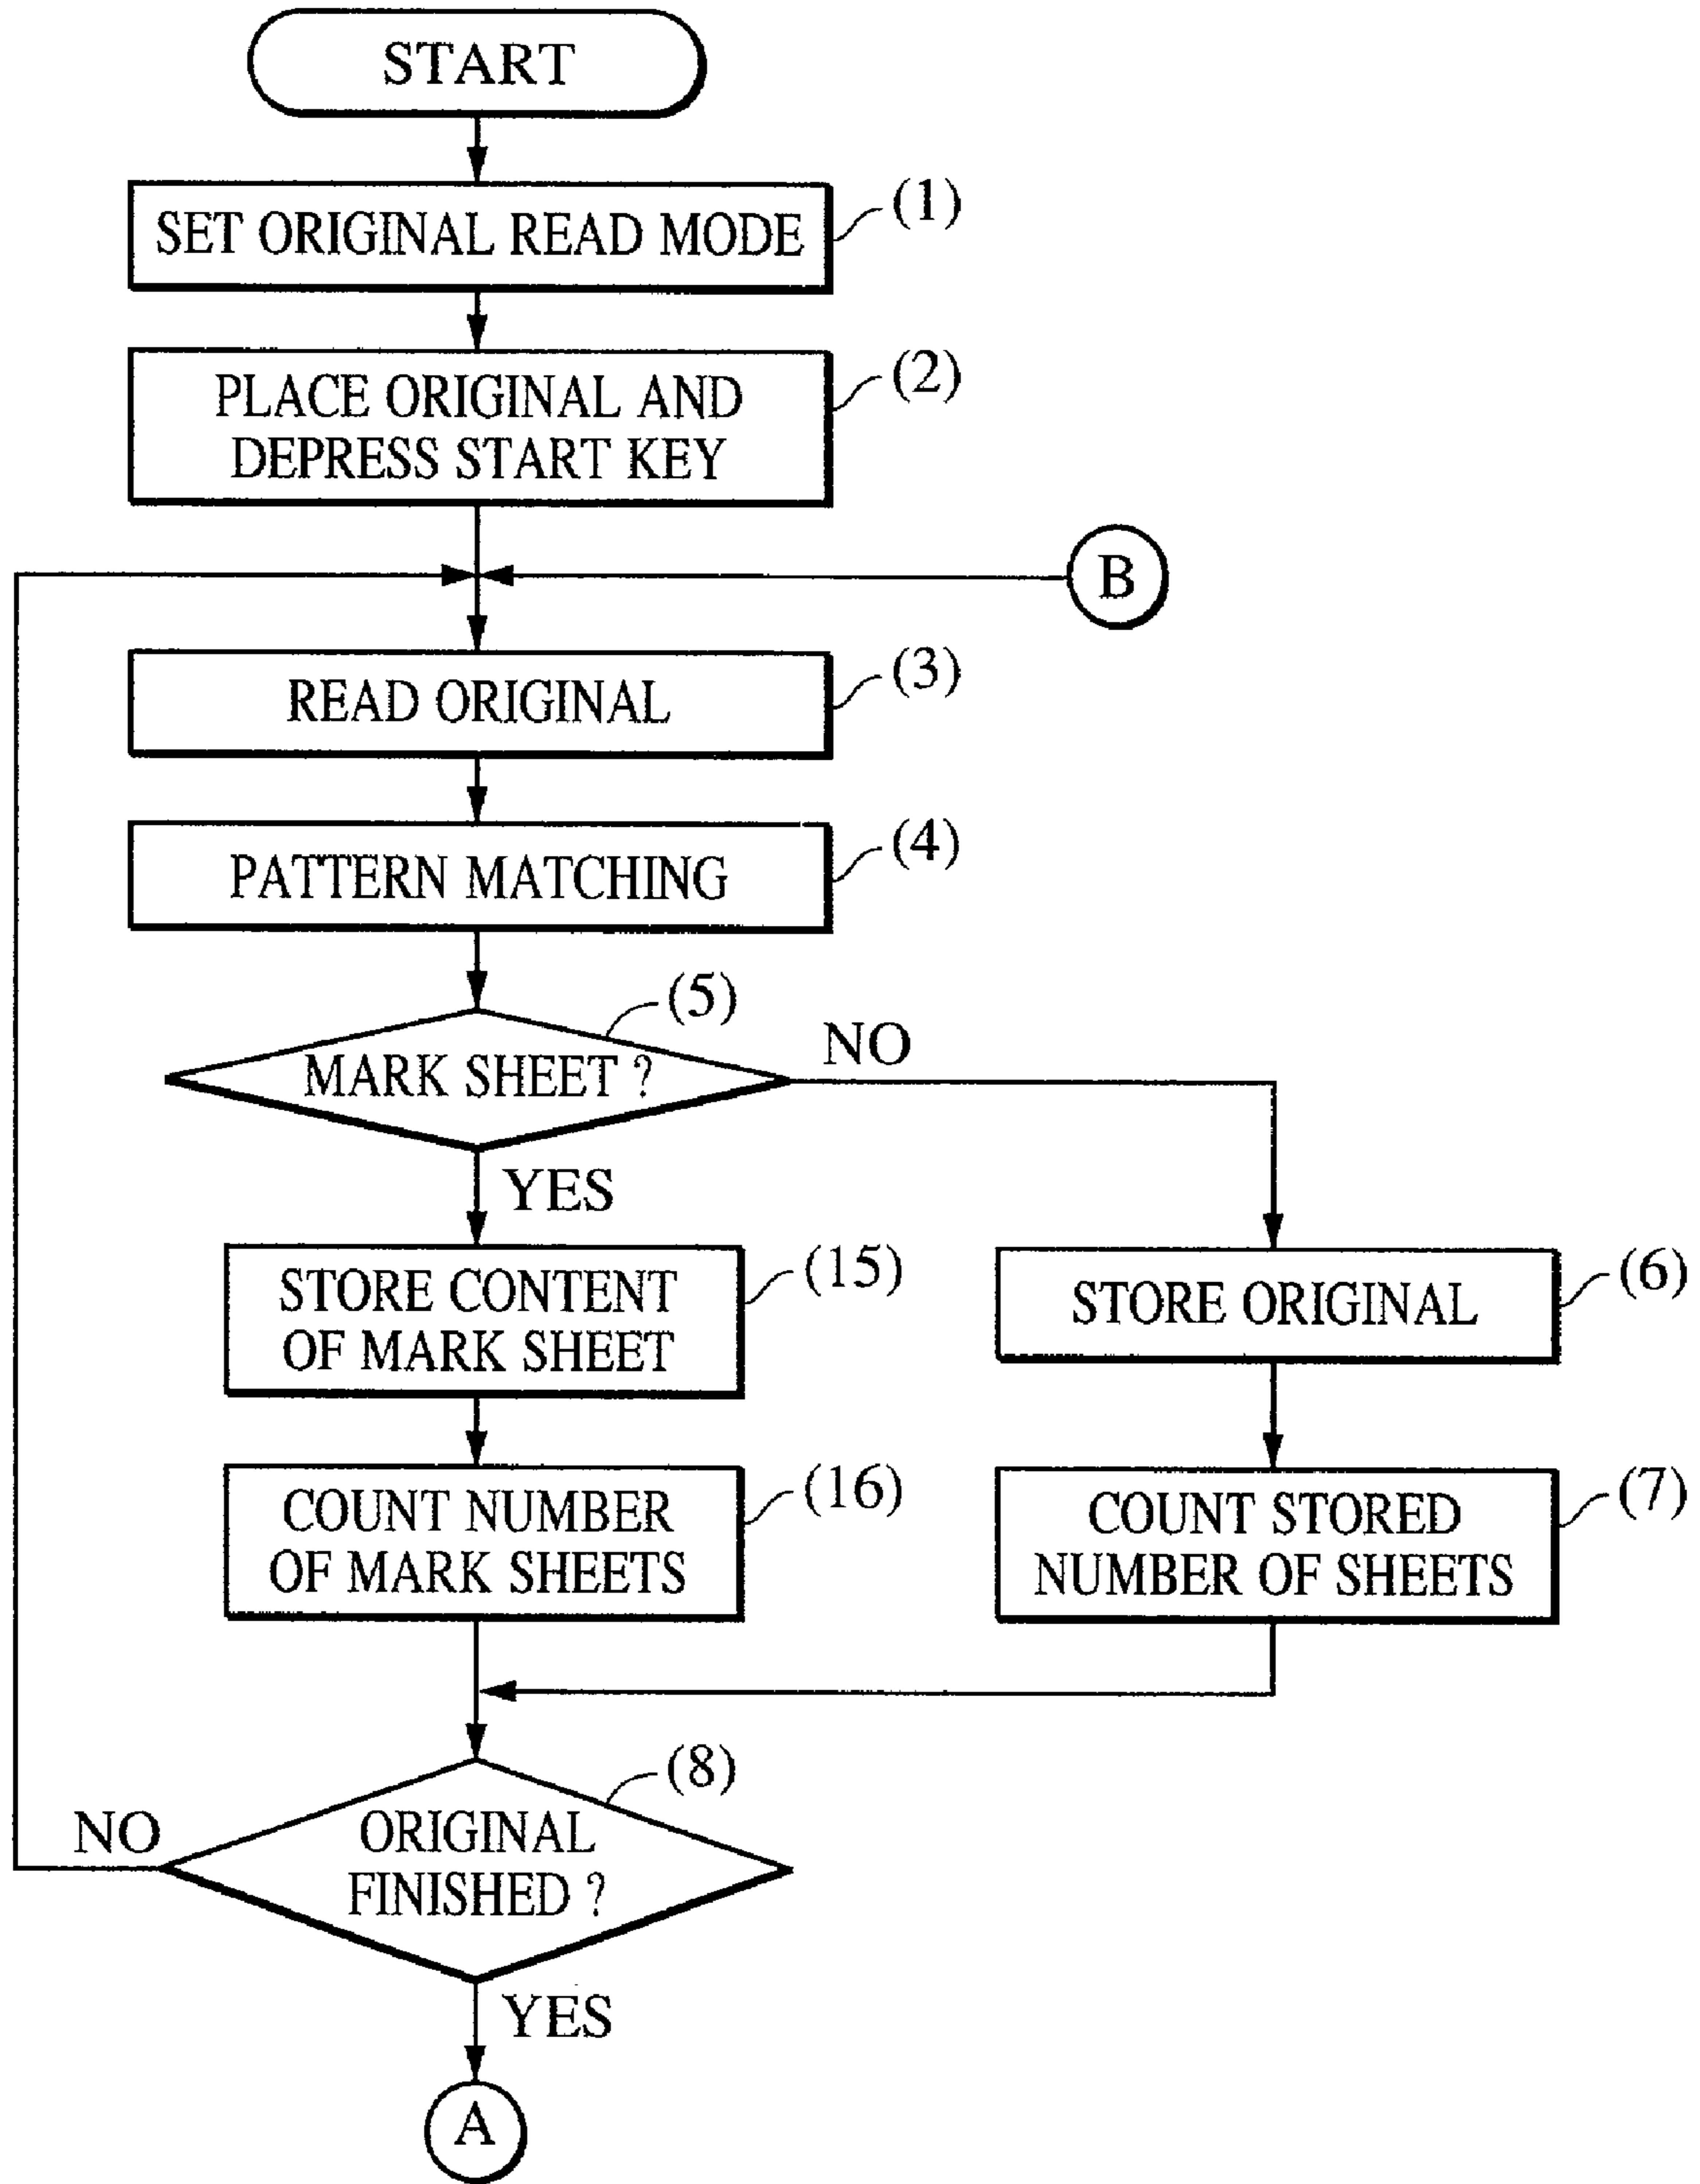 START
SET ORIGINAL READ MODE
(1)
PLACE ORIGINAL AND
DEPRESS START KEY
(2)
B
READ ORIGINAL
(3)
PATTERN MATCHING
(4)
MARK SHEET ?
(5)
NO
YES
STORE CONTENT
OF MARK SHEET
(15)
STORE ORIGINAL
(6)
COUNT NUMBER
OF MARK SHEETS
(16)
COUNT STORED
NUMBER OF SHEETS
(7)
ORIGINAL
FINISHED ?
(8)
NO
YES
A